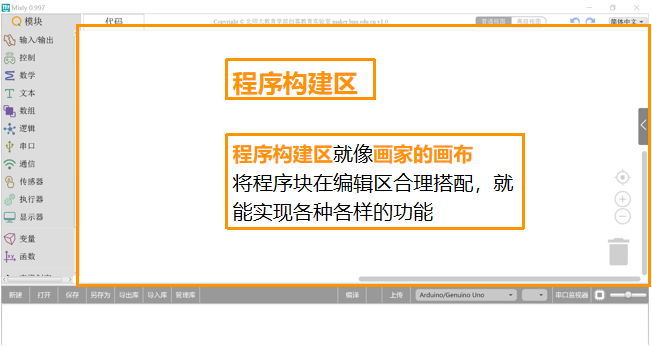 Mixly 0.997
模块
代码
Copyright © 北师大教育学部创客教育实验室 maker.bnu.edu.cn v1.0
普通视图 高级视图
简体中文
输入/输出
控制
数学
文本
数组
逻辑
串口
通信
传感器
执行器
显示器
变量
函数
程序构建区
程序构建区就像画家的画布
将程序块在编辑区合理搭配，就
能实现各种各样的功能
新建 打开 保存 另存为 导出库 导入库 管理库 编译 上传 Arduino/Genuino Uno 串口监视器